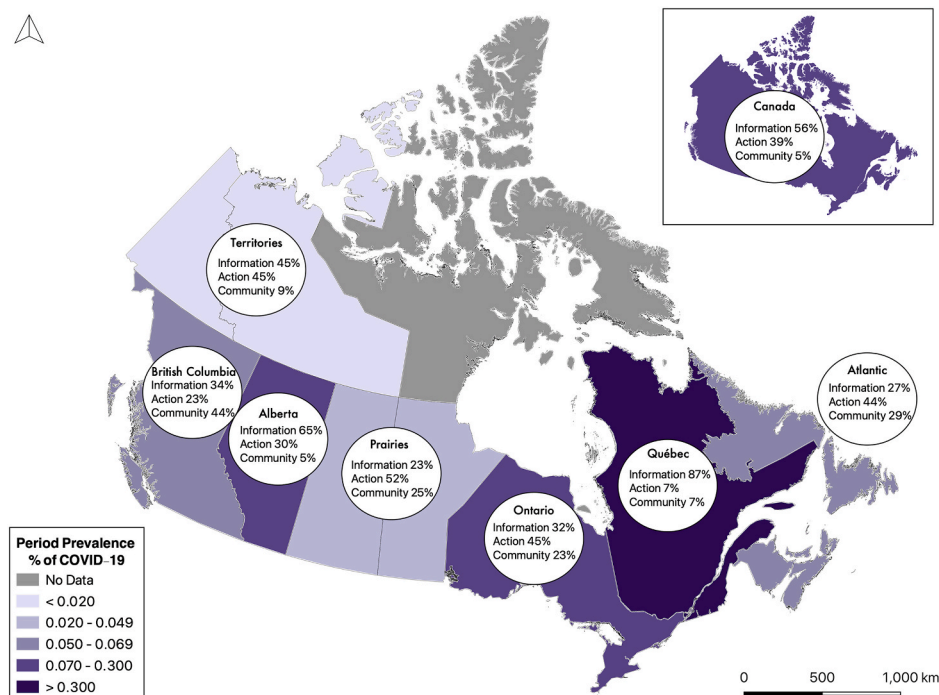 Canada
Information 56%
Action 39%
Community 5%
Territories
Information 45%
Action 45%
Community 9%
British Columbia
Information 34%
Action 23%
Community 44%
Alberta
Information 65%
Action 30%
Community 5%
Prairies
Information 23%
Action 52%
Community 25%
Ontario
Information 32%
Action 45%
Community 23%
Québec
Information 87%
Action 7%
Community 7%
Atlantic
Information 27%
Action 44%
Community 29%
Period Prevalence
% of COVID-19
No Data
< 0.020
0.020 - 0.049
0.050 - 0.069
0.070 - 0.300
> 0.300
0 500 1,000 km